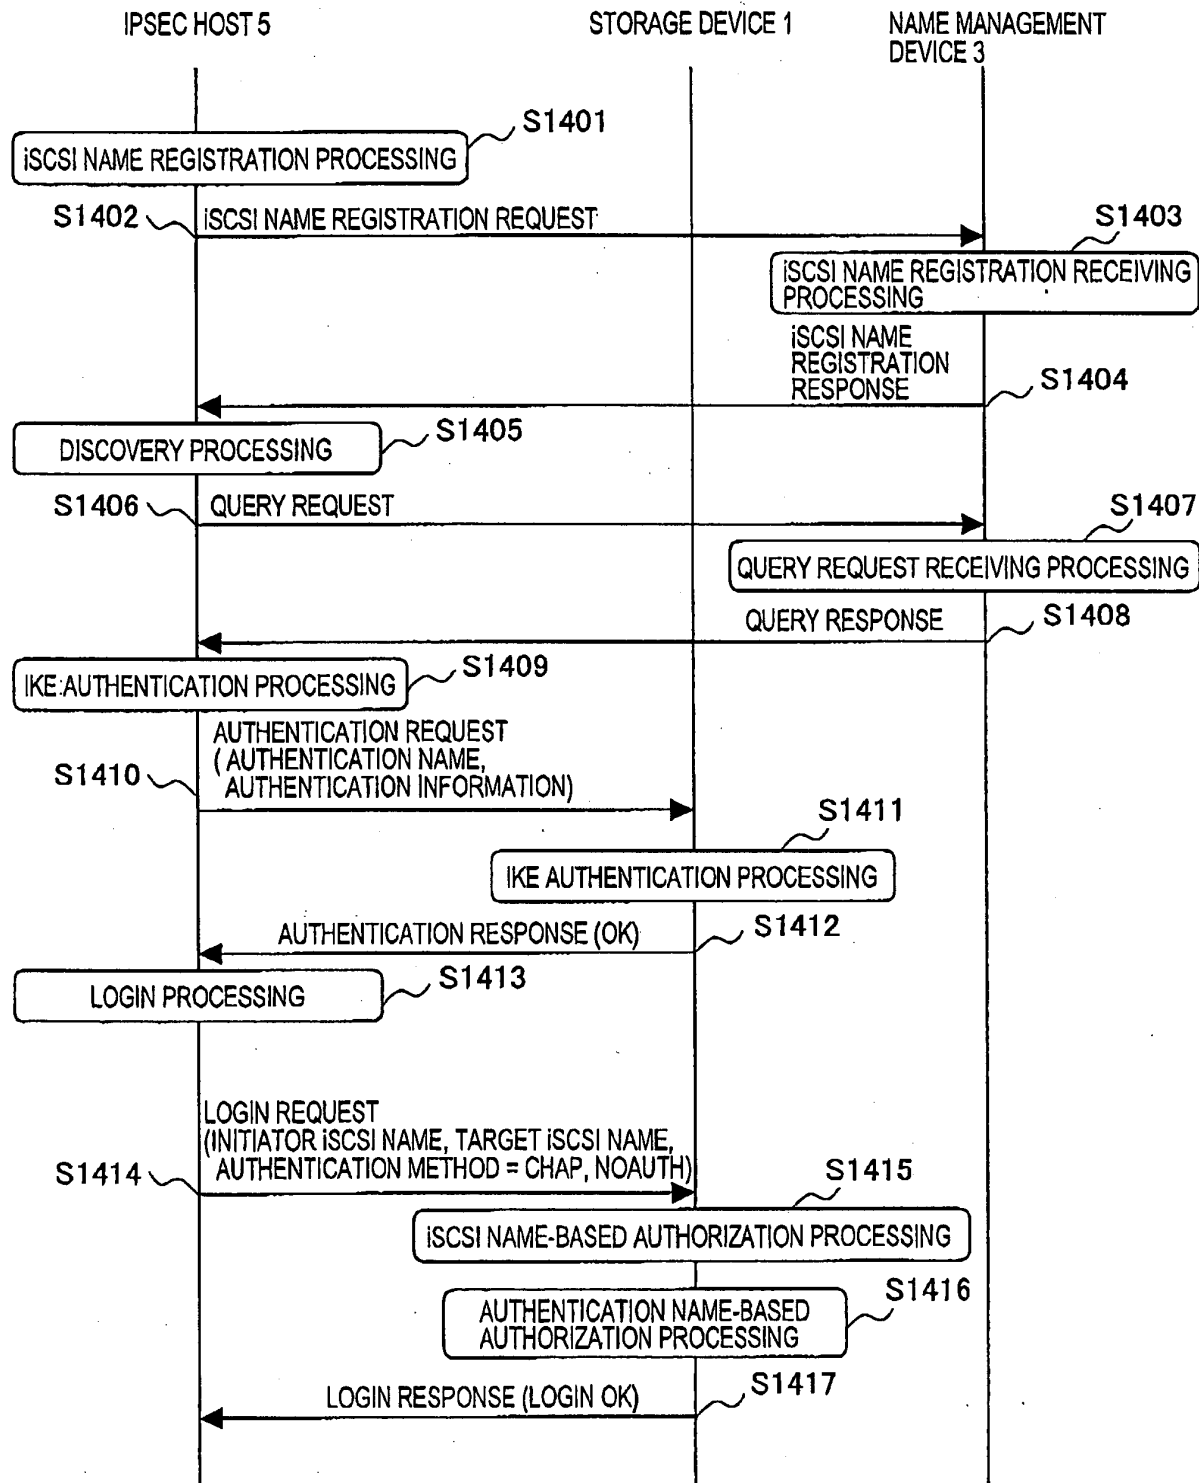 IPSEC HOST 5
STORAGE DEVICE 1
NAME MANAGEMENT
DEVICE 3
S1401
iSCSI NAME REGISTRATION PROCESSING
S1402
iSCSI NAME REGISTRATION REQUEST
S1403
iSCSI NAME REGISTRATION RECEIVING
PROCESSING
iSCSI NAME
REGISTRATION
RESPONSE
S1404
S1405
DISCOVERY PROCESSING
S1406
QUERY REQUEST
S1407
QUERY REQUEST RECEIVING PROCESSING
QUERY RESPONSE
S1408
S1409
IKE AUTHENTICATION PROCESSING
AUTHENTICATION REQUEST
(AUTHENTICATION NAME,
AUTHENTICATION INFORMATION)
S1410
S1411
IKE AUTHENTICATION PROCESSING
AUTHENTICATION RESPONSE (OK)
S1412
S1413
LOGIN PROCESSING
LOGIN REQUEST
(INITIATOR iSCSI NAME, TARGET iSCSI NAME,
AUTHENTICATION METHOD = CHAP, NOAUTH)
S1414
S1415
iSCSI NAME-BASED AUTHORIZATION PROCESSING
S1416
AUTHENTICATION NAME-BASED
AUTHORIZATION PROCESSING
LOGIN RESPONSE (LOGIN OK)
S1417